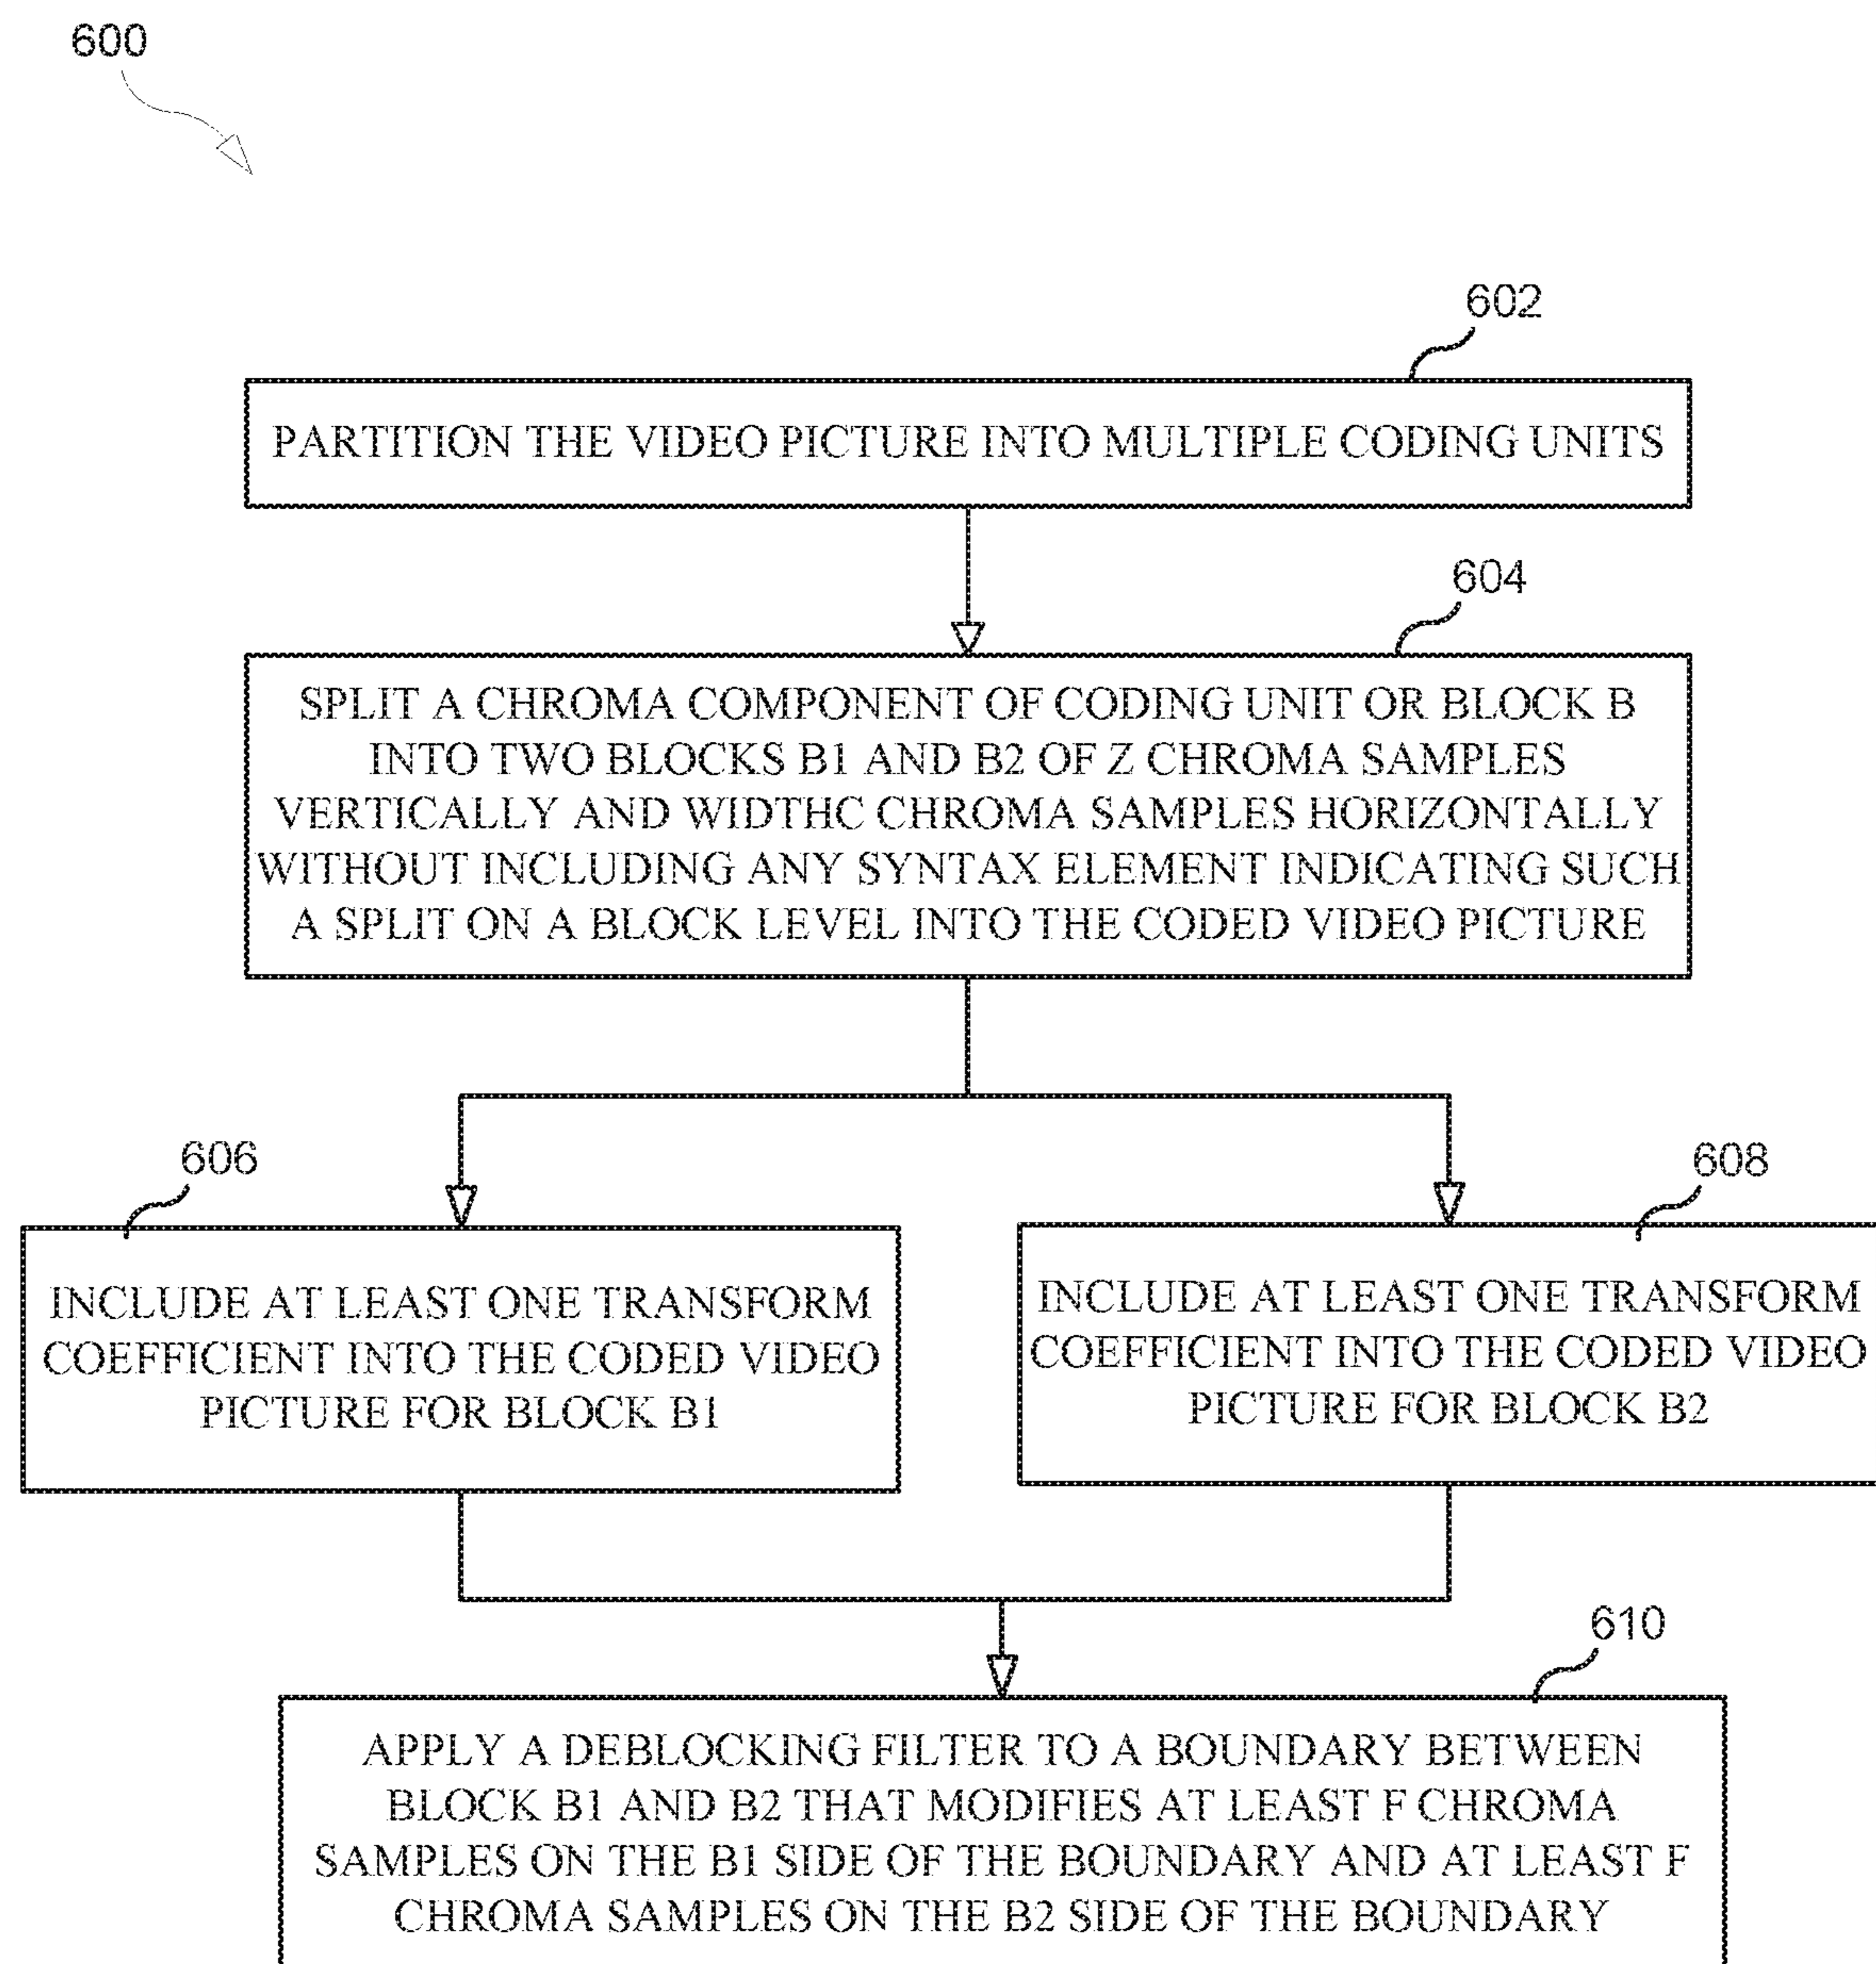 600
602
PARTITION THE VIDEO PICTURE INTO MULTIPLE CODING UNITS
604
SPLIT A CHROMA COMPONENT OF CODING UNIT OR BLOCK B
INTO TWO BLOCKS B1 AND B2 OF Z CHROMA SAMPLES
VERTICALLY AND WIDTHC CHROMA SAMPLES HORIZONTALLY
WITHOUT INCLUDING ANY SYNTAX ELEMENT INDICATING SUCH
A SPLIT ON A BLOCK LEVEL INTO THE CODED VIDEO PICTURE
606
INCLUDE AT LEAST ONE TRANSFORM
COEFFICIENT INTO THE CODED VIDEO
PICTURE FOR BLOCK B1
608
INCLUDE AT LEAST ONE TRANSFORM
COEFFICIENT INTO THE CODED VIDEO
PICTURE FOR BLOCK B2
610
APPLY A DEBLOCKING FILTER TO A BOUNDARY BETWEEN
BLOCK B1 AND B2 THAT MODIFIES AT LEAST F CHROMA
SAMPLES ON THE B1 SIDE OF THE BOUNDARY AND AT LEAST F
CHROMA SAMPLES ON THE B2 SIDE OF THE BOUNDARY